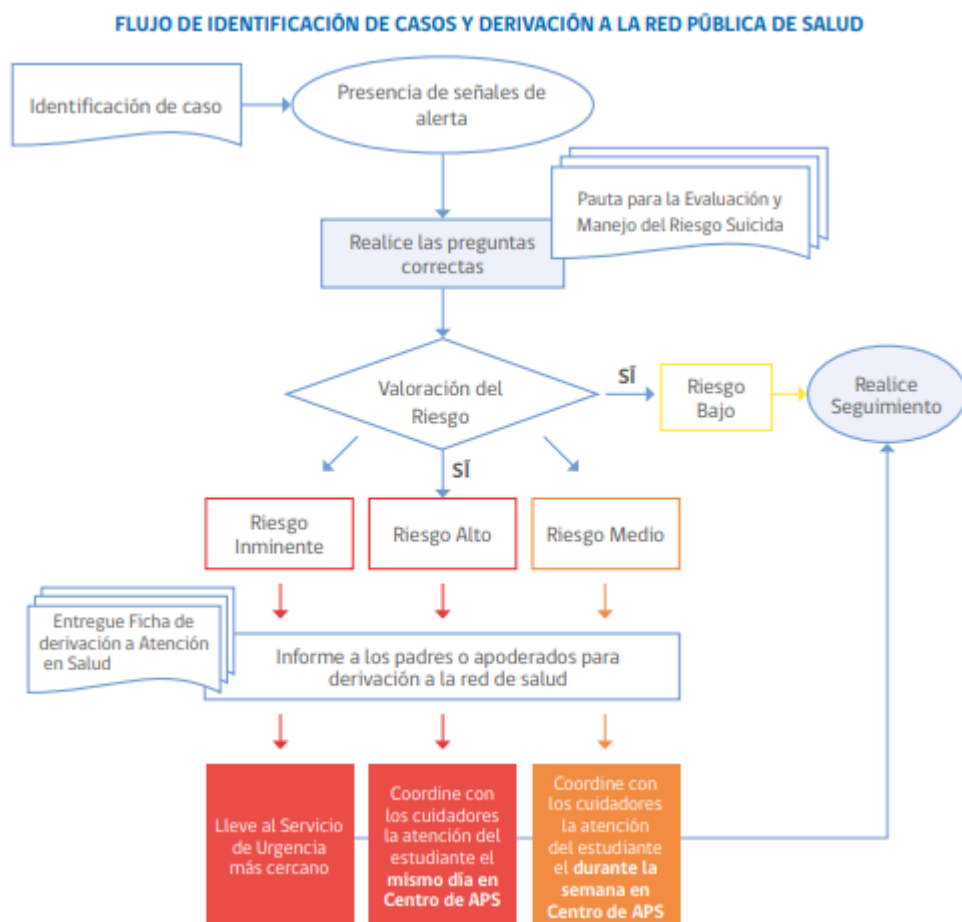 FLUJO DE IDENTIFICACIÓN DE CASOS Y DERIVACIÓN A LA RED PÚBLICA DE SALUD
Identificación de caso
Presencia de señales de
alerta
Pauta para la Evaluación y
Manejo del Riesgo Suicida
Realice las preguntas
correctas
Valoración del
Riesgo
SĪ
Riesgo
Bajo
Realice
Seguimiento
SĪ
Riesgo
Inminente
Riesgo Alto
Riesgo Medio
Entregue Ficha de
derivación a Atención
en Salud
Informe a los padres o apoderados para
derivación a la red de salud
Lleve al Servicio
de Urgencia
más cercano
Coordine con
los cuidadores
la atención del
estudiante el
mismo día en
Centro de APS
Coordine con
los cuidadores
la atención
del estudiante
el durante la
semana en
Centro de APS